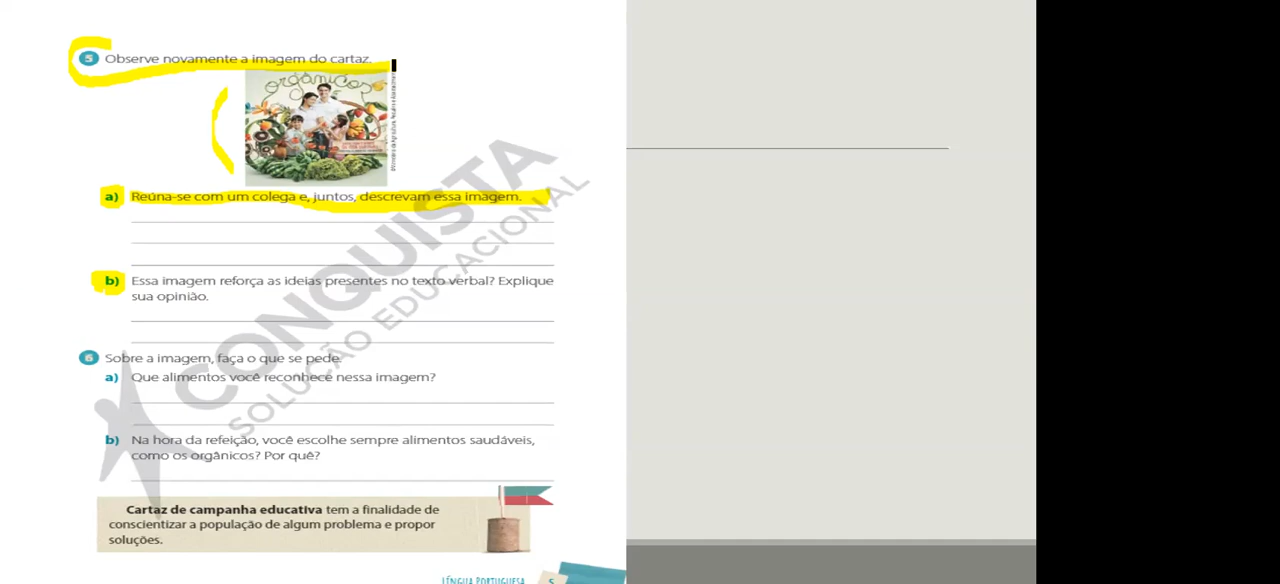 5 Observe novamente a imagem do cartaz.
orgânicos
a) Reúna-se com um colega e, juntos, descrevam essa imagem.
b) Essa imagem reforça as ideias presentes no texto verbal? Explique
sua opinião.
6 Sobre a imagem, faça o que se pede.
a) Que alimentos você reconhece nessa imagem?
b) Na hora da refeição, você escolhe sempre alimentos saudáveis,
como os orgânicos? Por quê?
Cartaz de campanha educativa tem a finalidade de
conscientizar a população de algum problema e propor
soluções.
LÍNGUA PORTUGUESA 5
CONQUISTA
SOLUÇÃO EDUCACIONAL